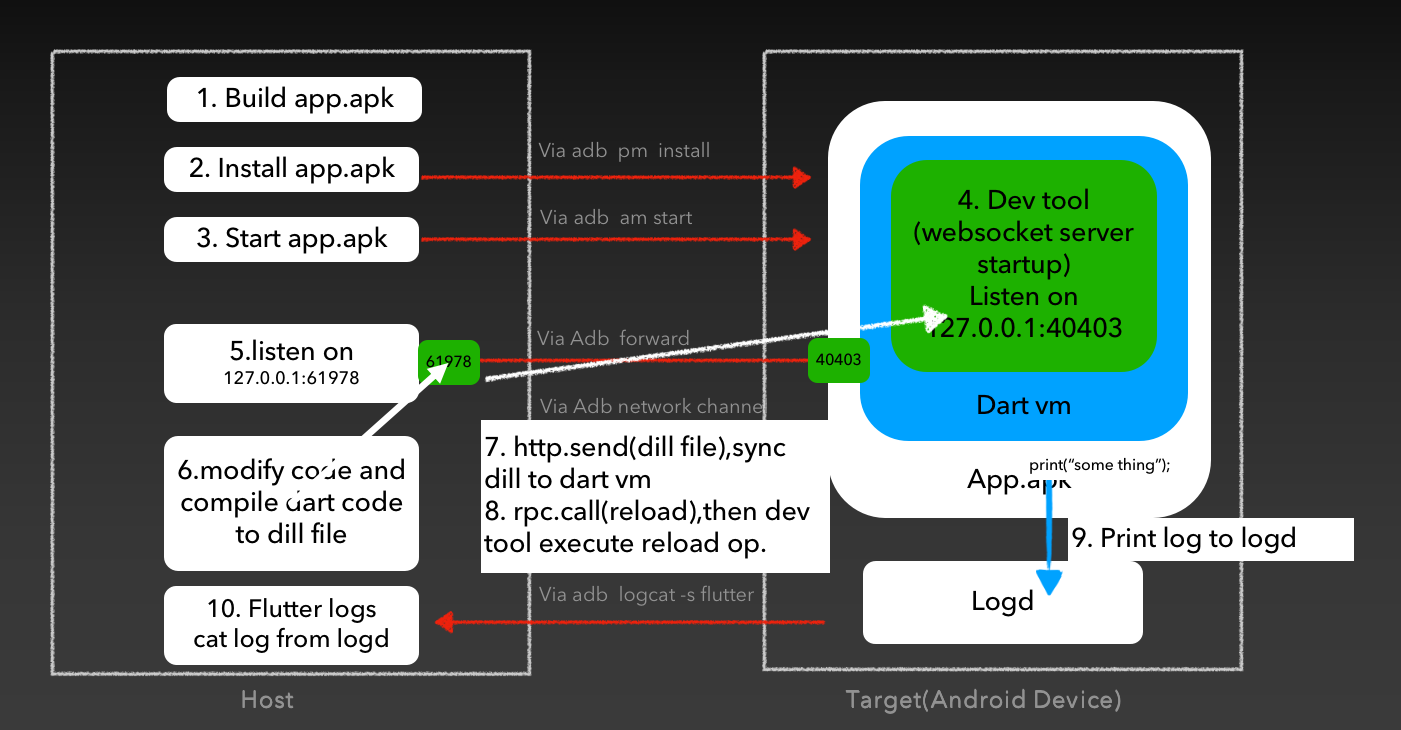 1. Build app.apk
2. Install app.apk
3. Start app.apk
5.listen on
127.0.0.1:61978
61978
6.modify code and
compile dart code
to dill file
10. Flutter logs
cat log from logd
Host
Via adb pm install
Via adb am start
Via Adb forward
Via Adb network channe
7. http.send(dill file),sync
dill to dart vm
8. rpc.call(reload),then dev
tool execute reload op.
Via adb logcat -s flutter
4. Dev tool
(websocket server
startup)
Listen on
127.0.0.1:40403
40403
Dart vm
print(“some thing”);
App.apk
9. Print log to logd
Logd
Target(Android Device)